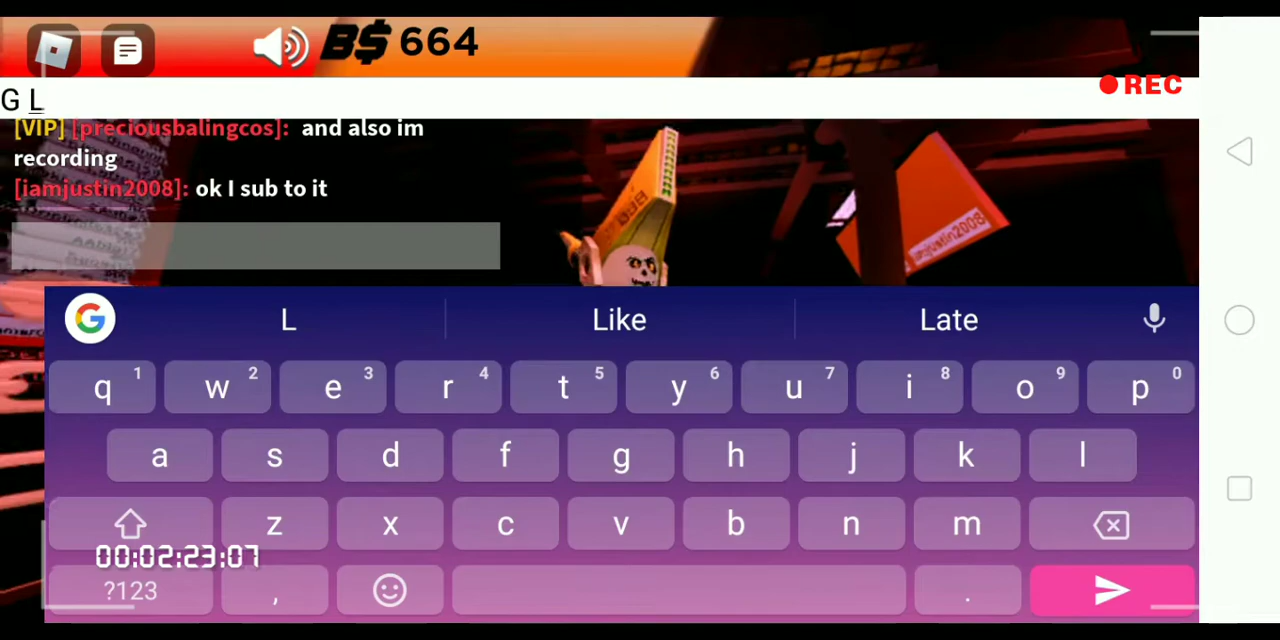 B$ 664
REC
G L
[VIP] [preciousbalingcos]: and also im
recording
[iamjustin2008]: ok I sub to it
iamjustin2008
G L Like Late
q 1 w 2 e 3 r 4 t 5 y 6 u 7 i 8 o 9 p 0
a s d f g h j k l
z x c v b n m
00:02:23:07
?123 , .